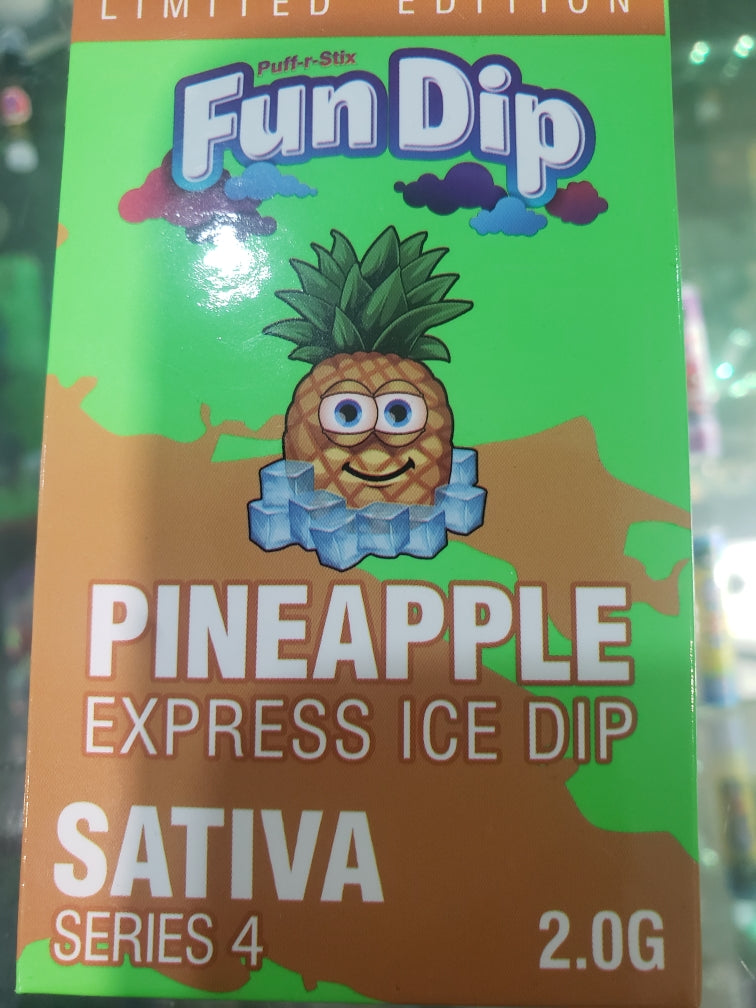 LIMITED EDITION
Puff-r-Stix
Fun Dip
PINEAPPLE
EXPRESS ICE DIP
SATIVA
SERIES 4
2.0G